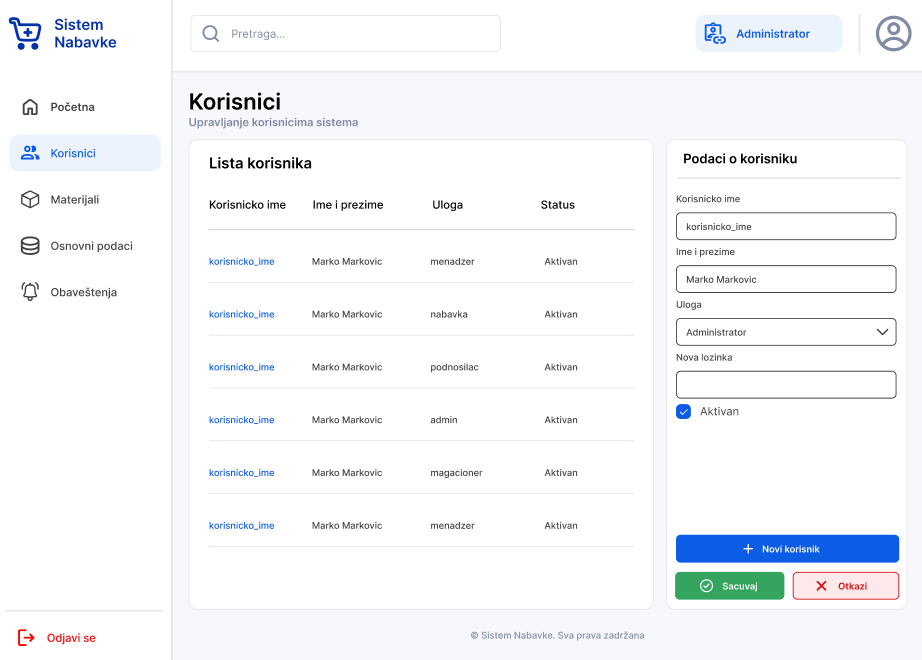 Sistem
Nabavke
Pretraga...
Administrator
Početna
Korisnici
Materijali
Osnovni podaci
Obaveštenja
Odjavi se
Korisnici
Upravljanje korisnicima sistema
Lista korisnika
Korisnicko ime Ime i prezime Uloga Status
korisnicko_ime Marko Markovic menadzer Aktivan
korisnicko_ime Marko Markovic nabavka Aktivan
korisnicko_ime Marko Markovic podnosilac Aktivan
korisnicko_ime Marko Markovic admin Aktivan
korisnicko_ime Marko Markovic magacioner Aktivan
korisnicko_ime Marko Markovic menadzer Aktivan
Podaci o korisniku
Korisnicko ime
korisnicko_ime
Ime i prezime
Marko Markovic
Uloga
Administrator
Nova lozinka
Aktivan
Novi korisnik
Sacuvaj
Otkazi
© Sistem Nabavke. Sva prava zadržana